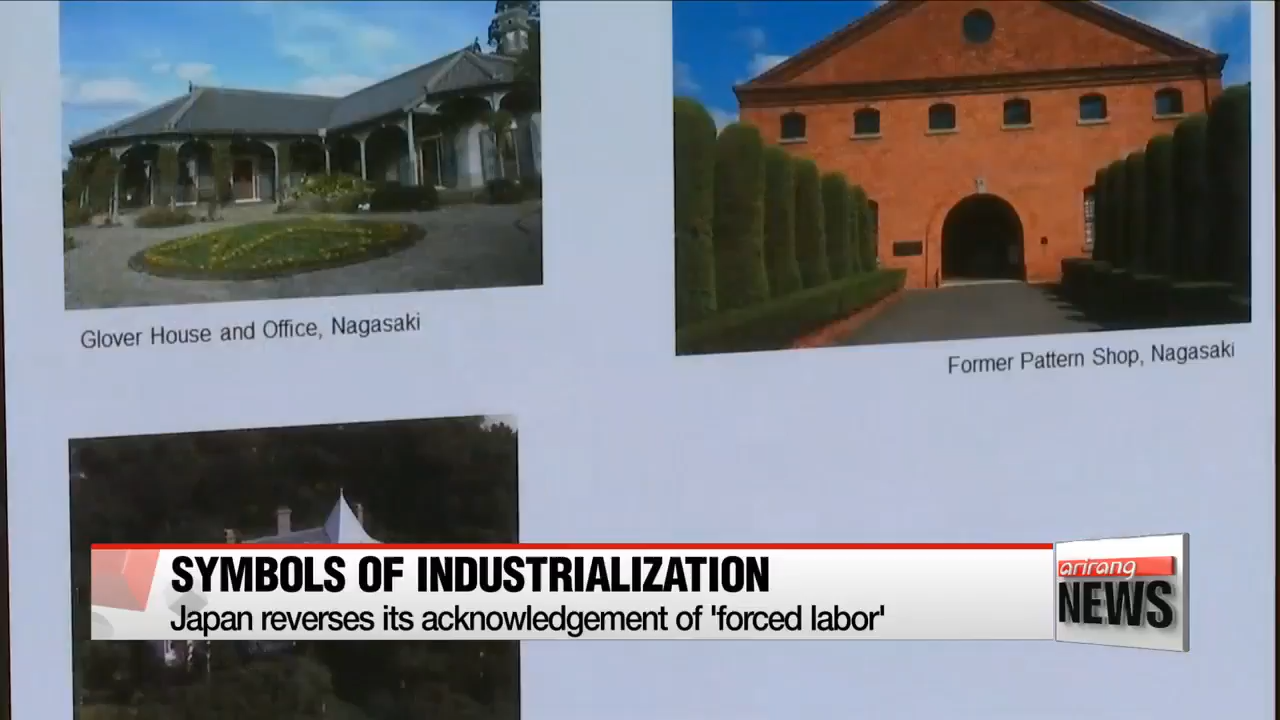 Glover House and Office, Nagasaki
Former Pattern Shop, Nagasaki
SYMBOLS OF INDUSTRIALIZATION
Japan reverses its acknowledgement of 'forced labor'
arirang
NEWS